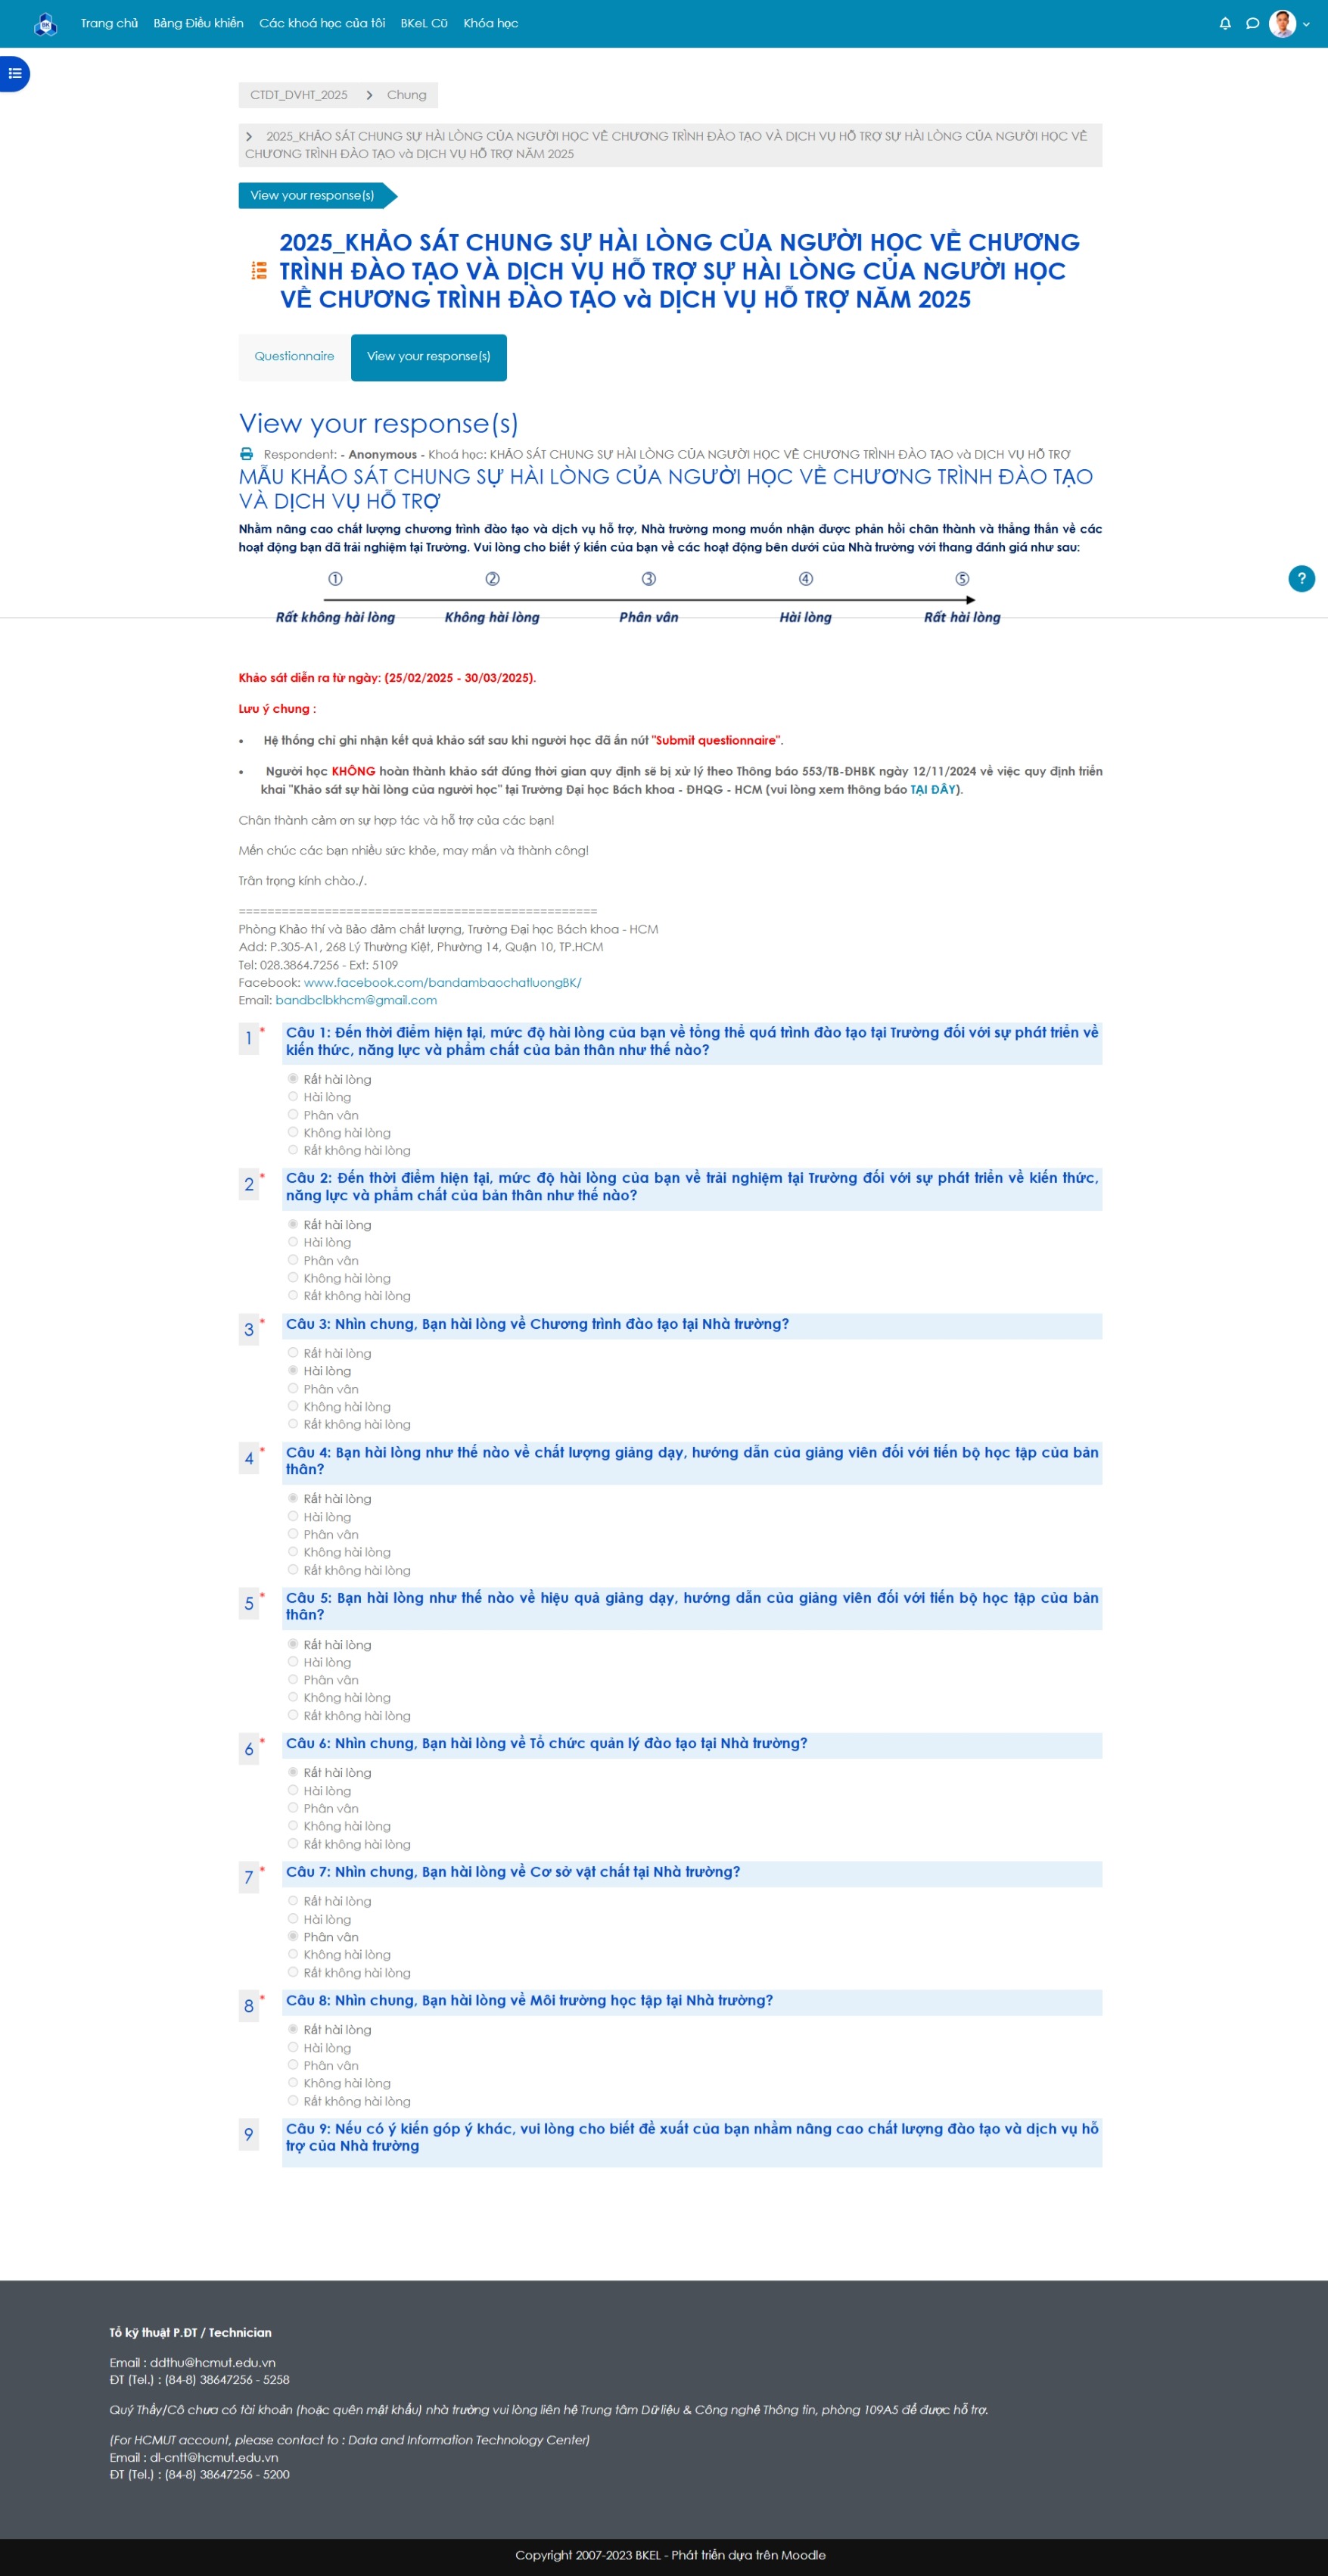 Trang chủ Bảng Điều khiển Các khoá học của tôi BKeL Cũ Khóa học
CTDT_DVHT_2025 Chung
2025_KHẢO SÁT CHUNG SỰ HÀI LÒNG CỦA NGƯỜI HỌC VỀ CHƯƠNG TRÌNH ĐÀO TẠO VÀ DỊCH VỤ HỖ TRỢ SỰ HÀI LÒNG CỦA NGƯỜI HỌC VỀ
CHƯƠNG TRÌNH ĐÀO TẠO và DỊCH VỤ HỖ TRỢ NĂM 2025
View your response(s)
2025_KHẢO SÁT CHUNG SỰ HÀI LÒNG CỦA NGƯỜI HỌC VỀ CHƯƠNG
TRÌNH ĐÀO TẠO VÀ DỊCH VỤ HỖ TRỢ SỰ HÀI LÒNG CỦA NGƯỜI HỌC
VỀ CHƯƠNG TRÌNH ĐÀO TẠO và DỊCH VỤ HỖ TRỢ NĂM 2025
Questionnaire View your response(s)
View your response(s)
Respondent: - Anonymous - Khoá học: KHẢO SÁT CHUNG SỰ HÀI LÒNG CỦA NGƯỜI HỌC VỀ CHƯƠNG TRÌNH ĐÀO TẠO và DỊCH VỤ HỖ TRỢ
MẪU KHẢO SÁT CHUNG SỰ HÀI LÒNG CỦA NGƯỜI HỌC VỀ CHƯƠNG TRÌNH ĐÀO TẠO
VÀ DỊCH VỤ HỖ TRỢ
Nhằm nâng cao chất lượng chương trình đào tạo và dịch vụ hỗ trợ, Nhà trường mong muốn nhận được phản hồi chân thành và thẳng thắn về các
hoạt động bạn đã trải nghiệm tại Trường. Vui lòng cho biết ý kiến của bạn về các hoạt động bên dưới của Nhà trường với thang đánh giá như sau:
① ② ③ ④ ⑤
?
Rất không hài lòng Không hài lòng Phân vân Hài lòng Rất hài lòng
Khảo sát diễn ra từ ngày: (25/02/2025 - 30/03/2025).
Lưu ý chung :
• Hệ thống chỉ ghi nhận kết quả khảo sát sau khi người học đã ấn nút "Submit questionnaire".
• Người học KHÔNG hoàn thành khảo sát đúng thời gian quy định sẽ bị xử lý theo Thông báo 553/TB-ĐHBK ngày 12/11/2024 về việc quy định triển
khai "Khảo sát sự hài lòng của người học" tại Trường Đại học Bách khoa - ĐHQG - HCM (vui lòng xem thông báo TẠI ĐÂY).
Chân thành cảm ơn sự hợp tác và hỗ trợ của các bạn!
Mến chúc các bạn nhiều sức khỏe, may mắn và thành công!
Trân trọng kính chào./.
==================================================
Phòng Khảo thí và Bảo đảm chất lượng, Trường Đại học Bách khoa - HCM
Add: P.305-A1, 268 Lý Thường Kiệt, Phường 14, Quận 10, TP.HCM
Tel: 028.3864.7256 - Ext: 5109
Facebook: www.facebook.com/bandambaochatluongBK/
Email: bandbclbkhcm@gmail.com
1 * Câu 1: Đến thời điểm hiện tại, mức độ hài lòng của bạn về tổng thể quá trình đào tạo tại Trường đối với sự phát triển về
kiến thức, năng lực và phẩm chất của bản thân như thế nào?
Rất hài lòng
Hài lòng
Phân vân
Không hài lòng
Rất không hài lòng
2 * Câu 2: Đến thời điểm hiện tại, mức độ hài lòng của bạn về trải nghiệm tại Trường đối với sự phát triển về kiến thức,
năng lực và phẩm chất của bản thân như thế nào?
Rất hài lòng
Hài lòng
Phân vân
Không hài lòng
Rất không hài lòng
3 * Câu 3: Nhìn chung, Bạn hài lòng về Chương trình đào tạo tại Nhà trường?
Rất hài lòng
Hài lòng
Phân vân
Không hài lòng
Rất không hài lòng
4 * Câu 4: Bạn hài lòng như thế nào về chất lượng giảng dạy, hướng dẫn của giảng viên đối với tiến bộ học tập của bản
thân?
Rất hài lòng
Hài lòng
Phân vân
Không hài lòng
Rất không hài lòng
5 * Câu 5: Bạn hài lòng như thế nào về hiệu quả giảng dạy, hướng dẫn của giảng viên đối với tiến bộ học tập của bản
thân?
Rất hài lòng
Hài lòng
Phân vân
Không hài lòng
Rất không hài lòng
6 * Câu 6: Nhìn chung, Bạn hài lòng về Tổ chức quản lý đào tạo tại Nhà trường?
Rất hài lòng
Hài lòng
Phân vân
Không hài lòng
Rất không hài lòng
7 * Câu 7: Nhìn chung, Bạn hài lòng về Cơ sở vật chất tại Nhà trường?
Rất hài lòng
Hài lòng
Phân vân
Không hài lòng
Rất không hài lòng
8 * Câu 8: Nhìn chung, Bạn hài lòng về Môi trường học tập tại Nhà trường?
Rất hài lòng
Hài lòng
Phân vân
Không hài lòng
Rất không hài lòng
9 Câu 9: Nếu có ý kiến góp ý khác, vui lòng cho biết đề xuất của bạn nhằm nâng cao chất lượng đào tạo và dịch vụ hỗ
trợ của Nhà trường
Tổ kỹ thuật P.ĐT / Technician
Email : ddthu@hcmut.edu.vn
ĐT (Tel.) : (84-8) 38647256 - 5258
Quý Thầy/Cô chưa có tài khoản (hoặc quên mật khẩu) nhà trường vui lòng liên hệ Trung tâm Dữ liệu & Công nghệ Thông tin, phòng 109A5 để được hỗ trợ.
(For HCMUT account, please contact to : Data and Information Technology Center)
Email : dl-cntt@hcmut.edu.vn
ĐT (Tel.) : (84-8) 38647256 - 5200
Copyright 2007-2023 BKEL - Phát triển dựa trên Moodle